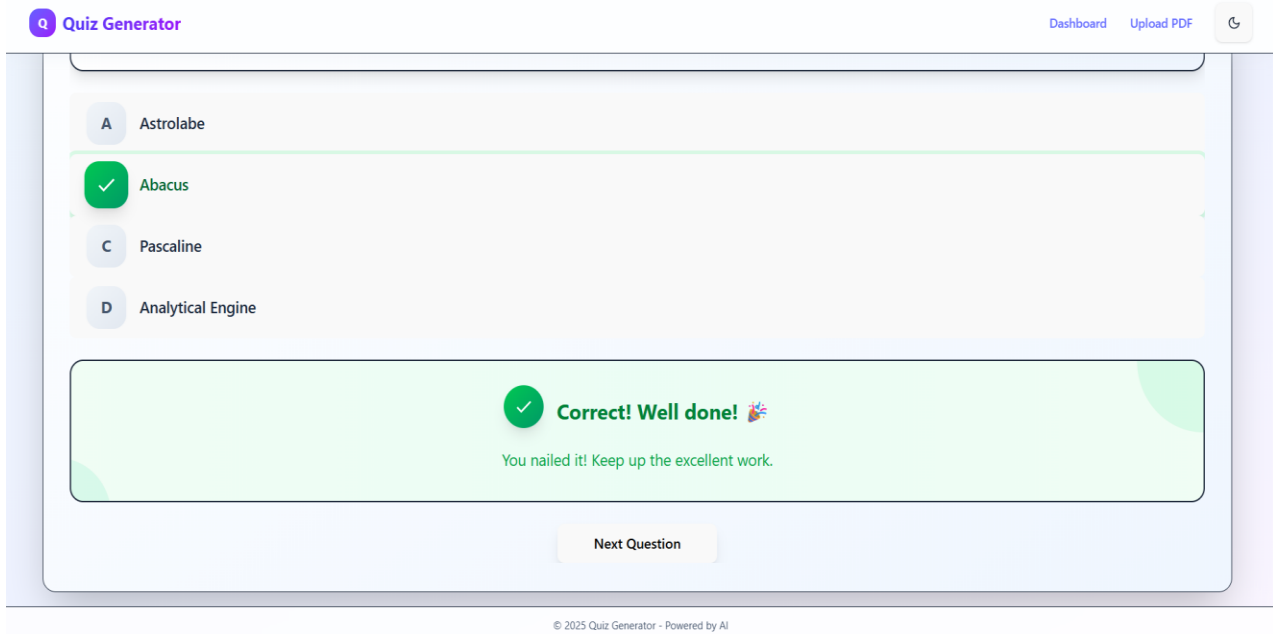 Q Quiz Generator Dashboard Upload PDF
A Astrolabe
Abacus
C Pascaline
D Analytical Engine
Correct! Well done! 🎉
You nailed it! Keep up the excellent work.
Next Question
© 2025 Quiz Generator - Powered by AI